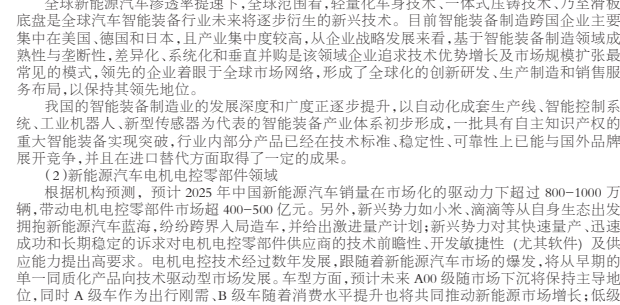 全球新能源汽车渗透率提速下，全球范围看，轻量化车身技术、一体式压铸技术、乃至滑板
底盘是全球汽车智能装备行业未来将逐步衍生的新兴技术。目前智能装备制造跨国企业主要
集中在美国、德国和日本，且产业集中度较高，从企业战略发展来看，基于智能装备制造领域成
熟性与垄断性，差异化、系统化和垂直并购是该领域企业追求技术优势增长及市场规模扩张最
常见的模式，领先的企业着眼于全球市场网络，形成了全球化的创新研发、生产制造和销售服
务布局，以保持其领先地位。
我国的智能装备制造业的发展深度和广度正逐步提升，以自动化成套生产线、智能控制系
统、工业机器人、新型传感器为代表的智能装备产业体系初步形成，一批具有自主知识产权的
重大智能装备实现突破，行业内部分产品已经在技术标准、稳定性、可靠性上已能与国外品牌
展开竞争，并且在进口替代方面取得了一定的成果。
（2）新能源汽车电机电控零部件领域
根据机构预测，预计 2025 年中国新能源汽车销量在市场化的驱动力下超过 800-1000 万
辆，带动电机电控零部件市场超 400-500 亿元。另外，新兴势力如小米、滴滴等从自身生态出发
拥抱新能源汽车蓝海，纷纷跨界入局造车，并给出激进量产计划；新兴势力对其快速量产、迅速
成功和长期稳定的诉求对电机电控零部件供应商的技术前瞻性、开发敏捷性（尤其软件）及供
应能力提出高要求。电机电控技术经过数年发展，跟随着新能源汽车市场的爆发，将从早期的
单一同质化产品向技术驱动型市场发展。车型方面，预计未来 A00 级随市场下沉将保持主导地
位，同时 A 级车作为出行刚需、B 级车随着消费水平提升也将共同推动新能源市场增长；低级